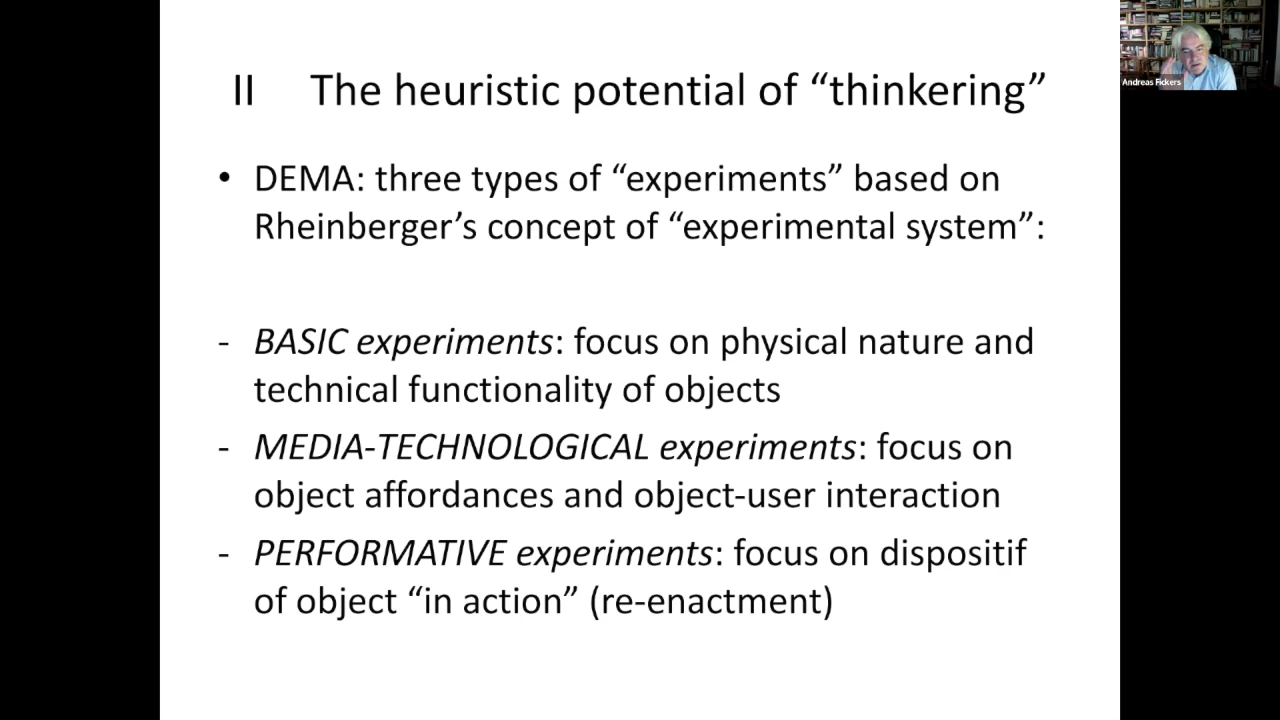 II The heuristic potential of “thinkering”
• DEMA: three types of “experiments” based on
Rheinberger’s concept of “experimental system”:
- BASIC experiments: focus on physical nature and
technical functionality of objects
- MEDIA-TECHNOLOGICAL experiments: focus on
object affordances and object-user interaction
- PERFORMATIVE experiments: focus on dispositif
of object “in action” (re-enactment)
Andreas Fickers